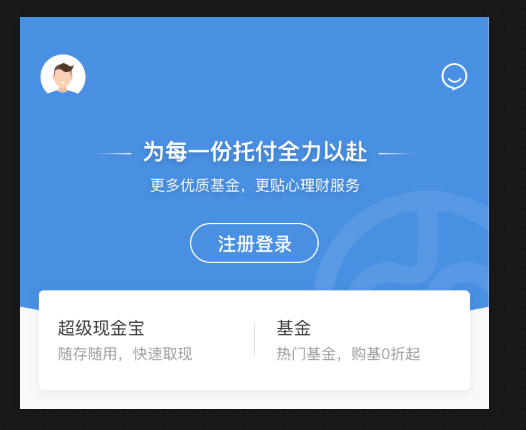 为每一份托付全力以赴
更多优质基金，更贴心理财服务
注册登录
超级现金宝
随存随用，快速取现
基金
热门基金，购基0折起